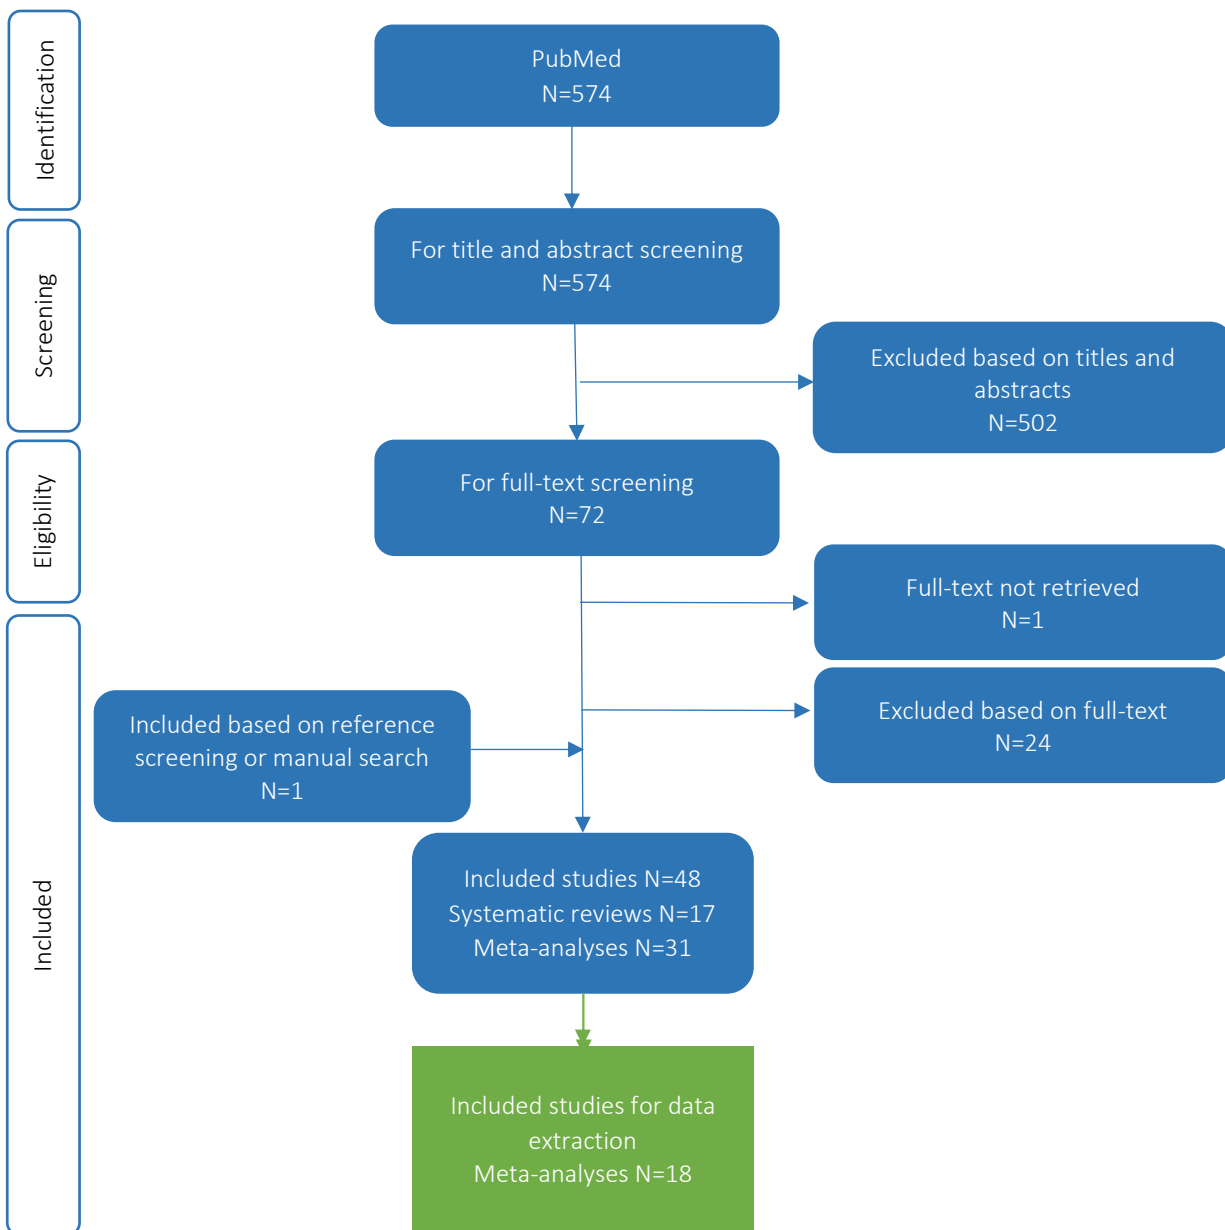 Identification
PubMed
N=574
Screening
For title and abstract screening
N=574
Excluded based on titles and
abstracts
N=502
Eligibility
For full-text screening
N=72
Full-text not retrieved
N=1
Excluded based on full-text
N=24
Included
Included based on reference
screening or manual search
N=1
Included studies N=48
Systematic reviews N=17
Meta-analyses N=31
Included studies for data
extraction
Meta-analyses N=18